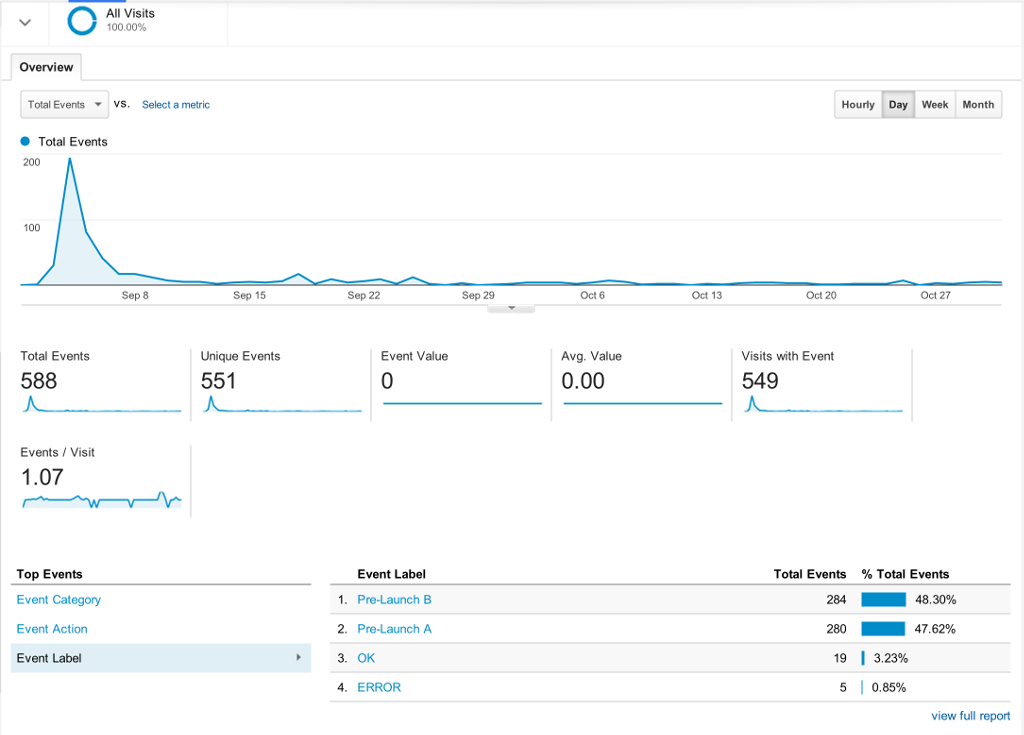 All Visits
100.00%
Overview
Total Events vs. Select a metric Hourly Day Week Month
Total Events
200
100
Sep 8 Sep 15 Sep 22 Sep 29 Oct 6 Oct 13 Oct 20 Oct 27
Total Events Unique Events Event Value Avg. Value Visits with Event
588 551 0 0.00 549
Events / Visit
1.07
Top Events Event Label Total Events % Total Events
Event Category 1. Pre-Launch B 284 48.30%
Event Action 2. Pre-Launch A 280 47.62%
Event Label 3. OK 19 3.23%
4. ERROR 5 0.85%
view full report